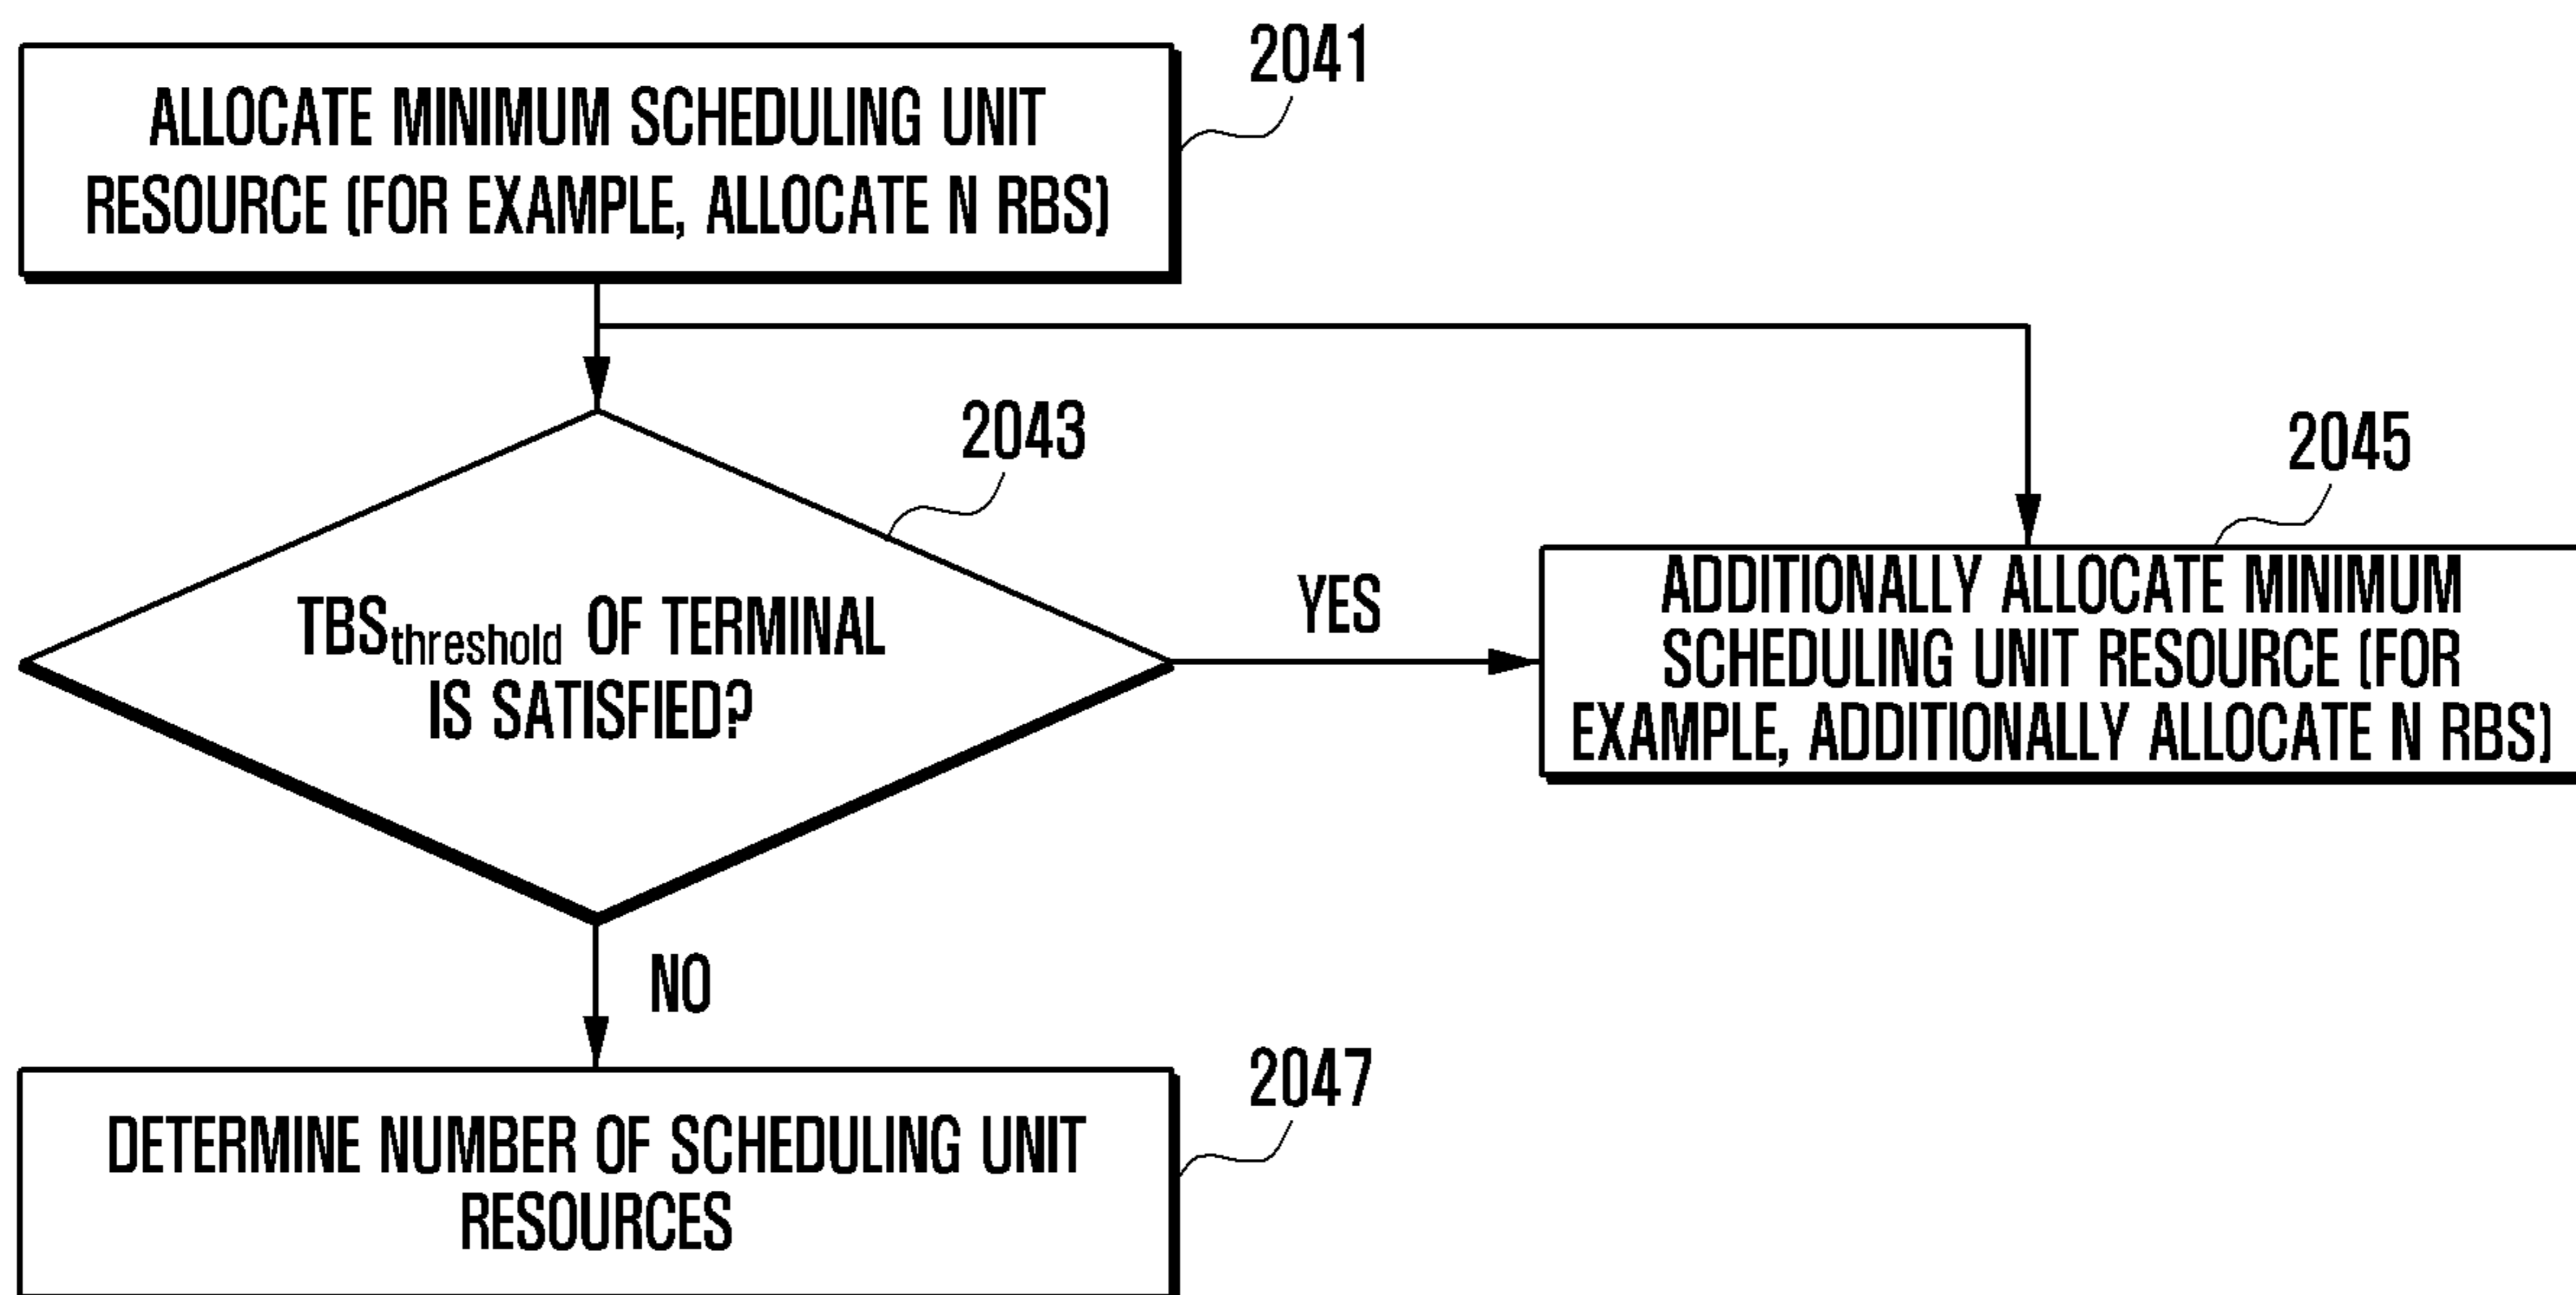 2041
ALLOCATE MINIMUM SCHEDULING UNIT
RESOURCE (FOR EXAMPLE, ALLOCATE N RBS)
2043
TBSthreshold OF TERMINAL
IS SATISFIED?
YES
2045
ADDITIONALLY ALLOCATE MINIMUM
SCHEDULING UNIT RESOURCE (FOR
EXAMPLE, ADDITIONALLY ALLOCATE N RBS)
NO
2047
DETERMINE NUMBER OF SCHEDULING UNIT
RESOURCES